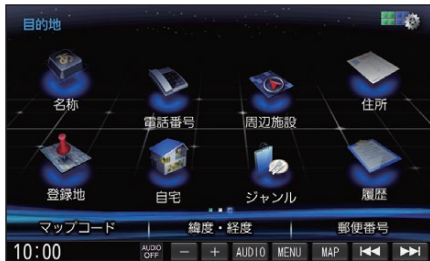 目的地
名称
電話番号
周辺施設
住所
登録地
自宅
ジャンル
履歴
マップコード
緯度・経度
郵便番号
10:00
AUDIO OFF
－
＋
AUDIO
MENU
MAP